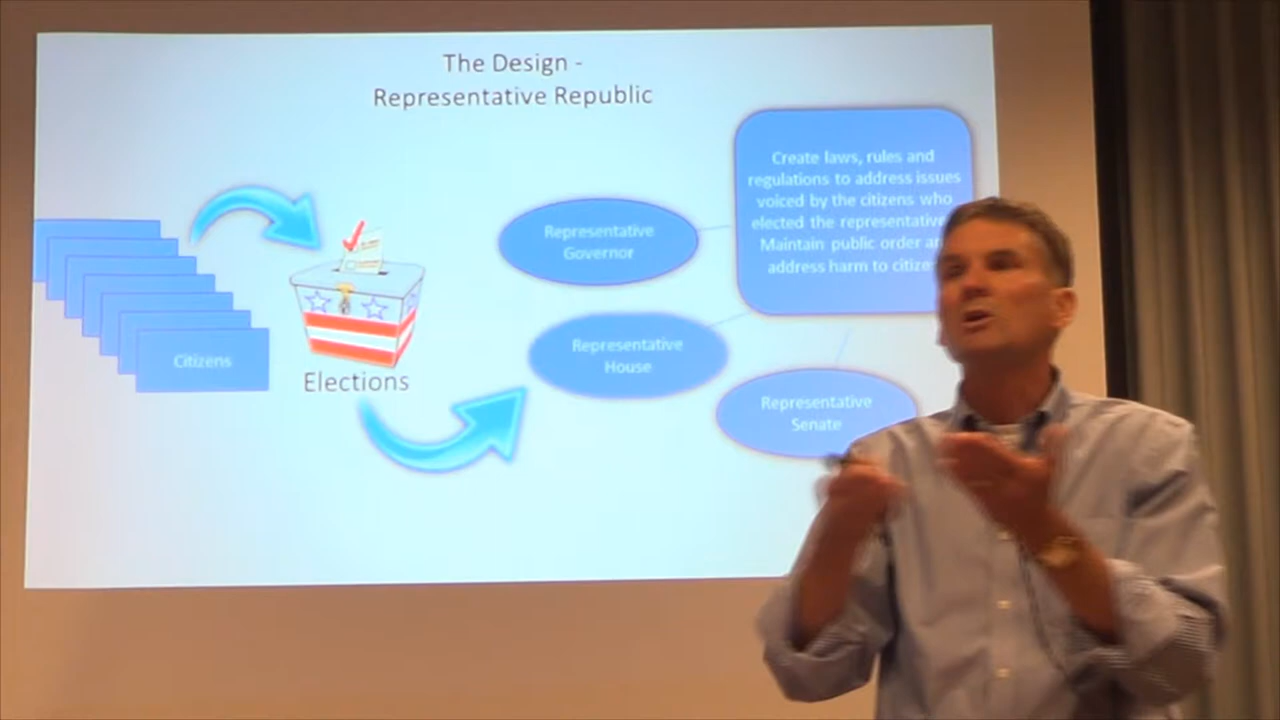 The Design -
Representative Republic
Create laws, rules and
regulations to address issues
voiced by the citizens who
elected the representative
Maintain public order
address harm to
Representative
Governor
Representative
House
Representative
Senate
Citizens
Elections